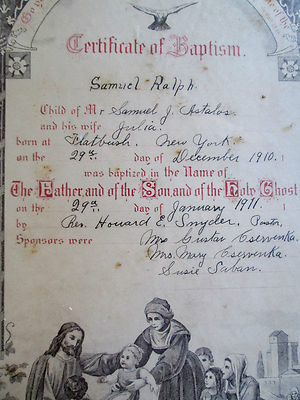 Certificate of Baptism.
Samuel Ralph.
Child of Mr Samuel J. Astalos
and his wife Julia.
born at Flatbush. New York
on the 29th day of December 1910.
was baptized in the Name of
The Father, and of the Son, and of the Holy Ghost
on the 29th day of January 1911.
by Rev. Howard E. Snyder, Pastor,
Sponsors were Mrs Gustav Cservenka
Mrs. Mary Cservenka
Susie Saban.